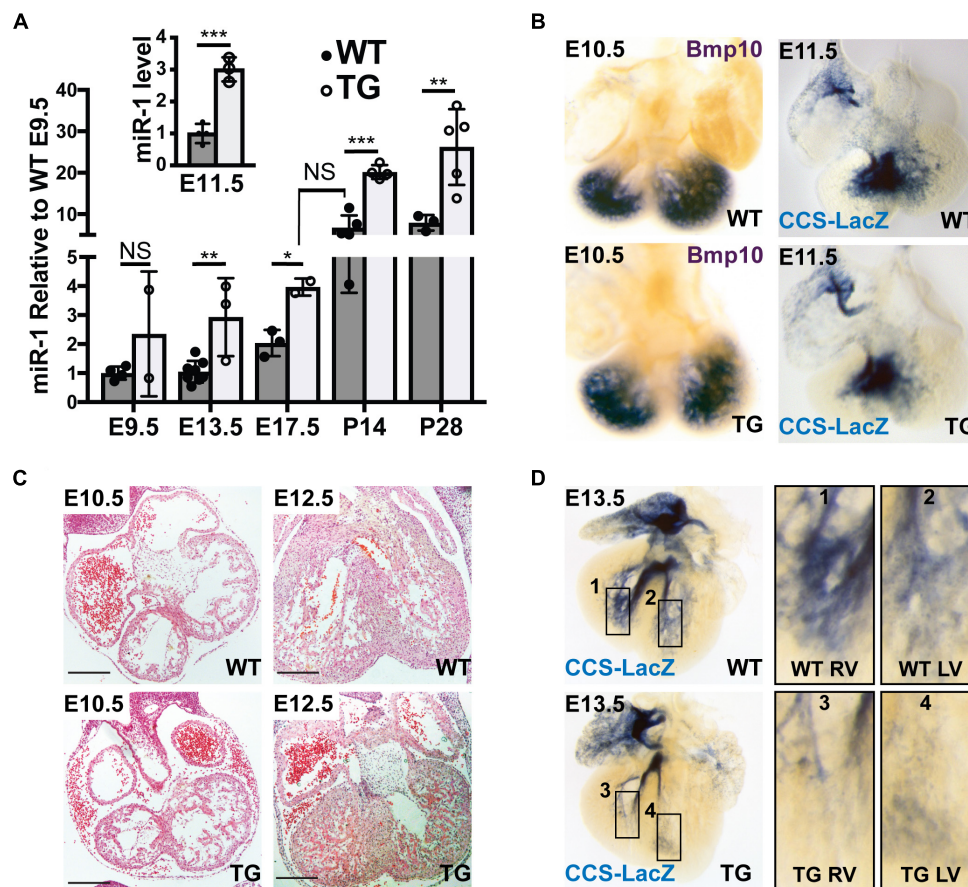 A
miR-1 Relative to WT E9.5
40
30
20
10
5
4
3
2
1
0
NS
**
*
NS
***
**
E9.5
E13.5
E17.5
P14
P28
WT
TG
miR-1 level
4
3
2
1
0
***
E11.5
B
E10.5
Bmp10
WT
E11.5
CCS-LacZ
WT
E10.5
Bmp10
TG
E11.5
CCS-LacZ
TG
C
E10.5
WT
E12.5
WT
E10.5
TG
E12.5
TG
D
E13.5
1
2
CCS-LacZ
WT
1
WT RV
2
WT LV
E13.5
3
4
CCS-LacZ
TG
3
TG RV
4
TG LV